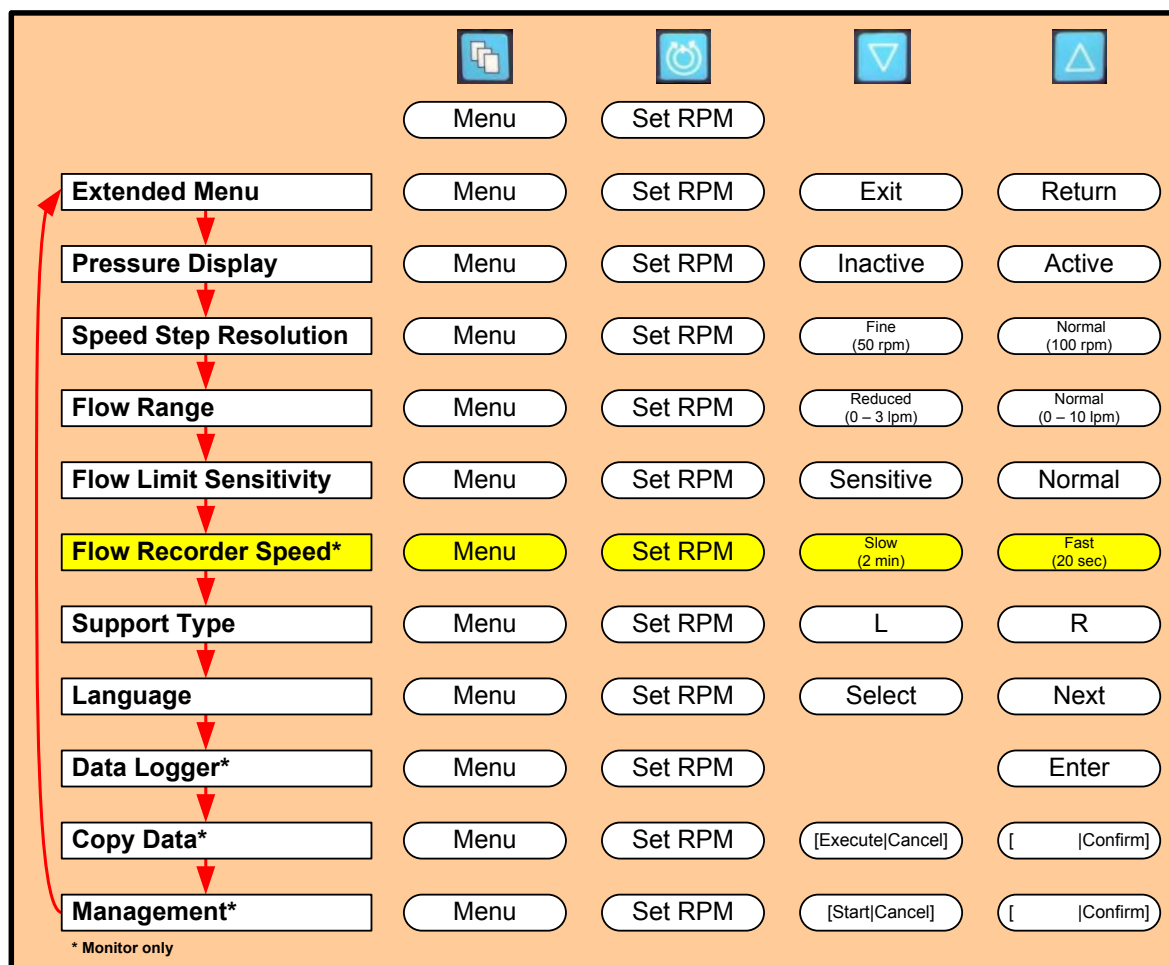 Menu Set RPM
Extended Menu Menu Set RPM Exit Return
Pressure Display Menu Set RPM Inactive Active
Speed Step Resolution Menu Set RPM Fine (50 rpm) Normal (100 rpm)
Flow Range Menu Set RPM Reduced (0 – 3 lpm) Normal (0 – 10 lpm)
Flow Limit Sensitivity Menu Set RPM Sensitive Normal
Flow Recorder Speed* Menu Set RPM Slow (2 min) Fast (20 sec)
Support Type Menu Set RPM L R
Language Menu Set RPM Select Next
Data Logger* Menu Set RPM Enter
Copy Data* Menu Set RPM [Execute|Cancel] [ |Confirm]
Management* Menu Set RPM [Start|Cancel] [ |Confirm]
* Monitor only